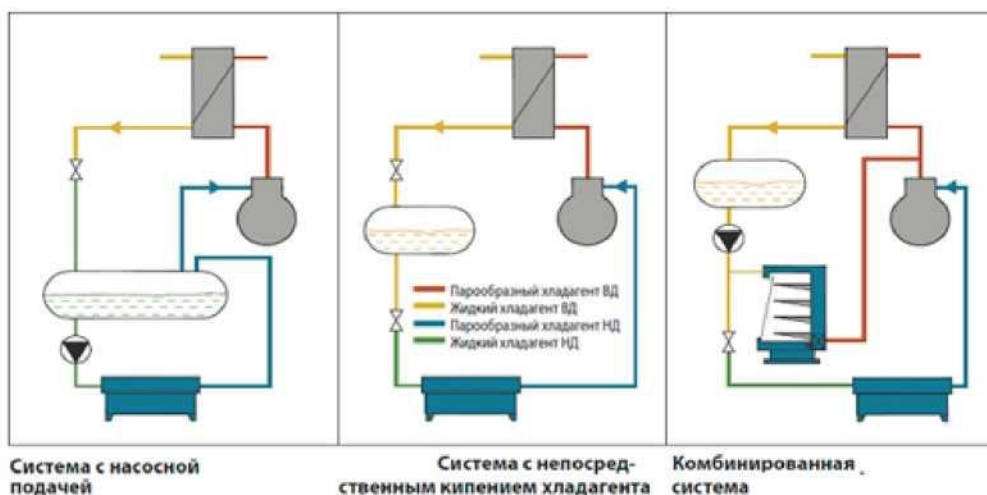 Парообразный хладагент ВД
Жидкий хладагент ВД
Парообразный хладагент НД
Жидкий хладагент НД
Система с насосной
подачей
Система с непосред-
ственным кипением хладагента
Комбинированная
система